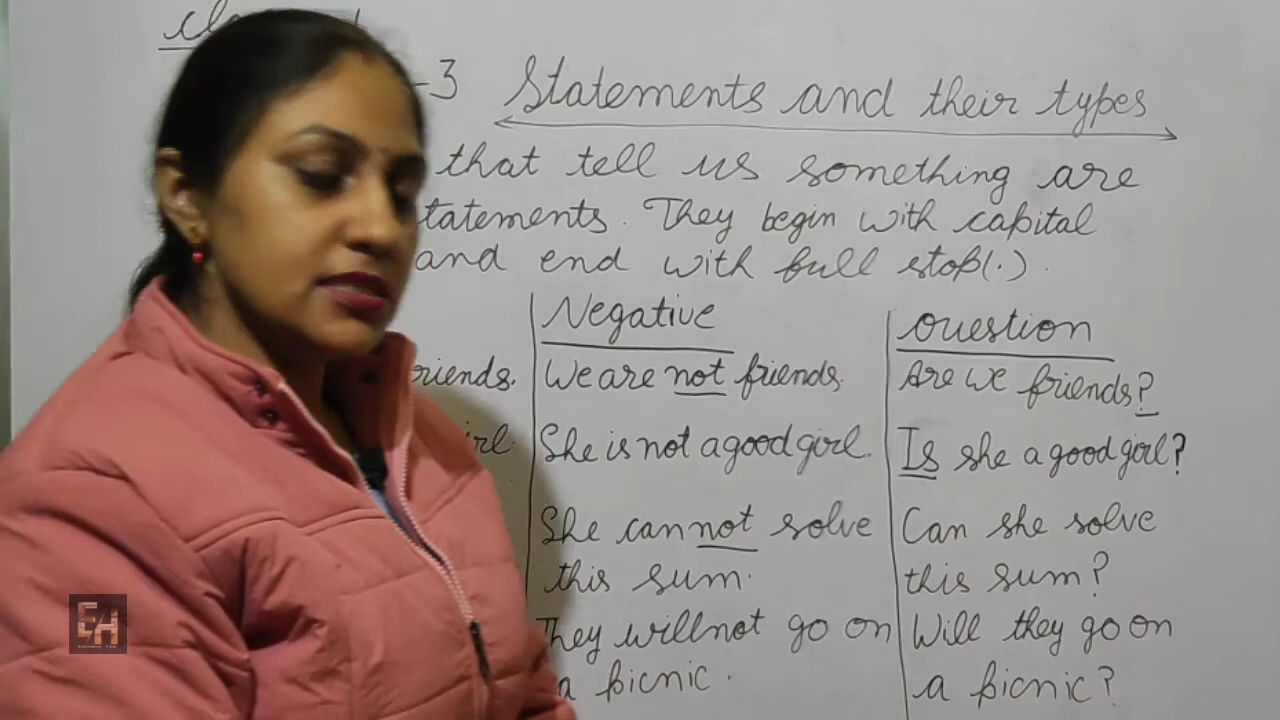 -3 Statements and their types
that tell us something are
tatements. They begin with capital
and end with full stop(.).
Negative
Question
riends.
We are not friends.
Are we friends?
irl.
She is not a good girl.
Is she a good girl?
She cannot solve
Can she solve
this sum.
this sum?
They will not go on
Will they go on
a picnic.
a picnic?